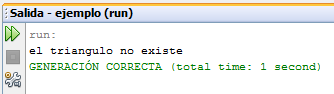 Salida - ejemplo (run)
run:
el triangulo no existe
GENERACIÓN CORRECTA (total time: 1 second)